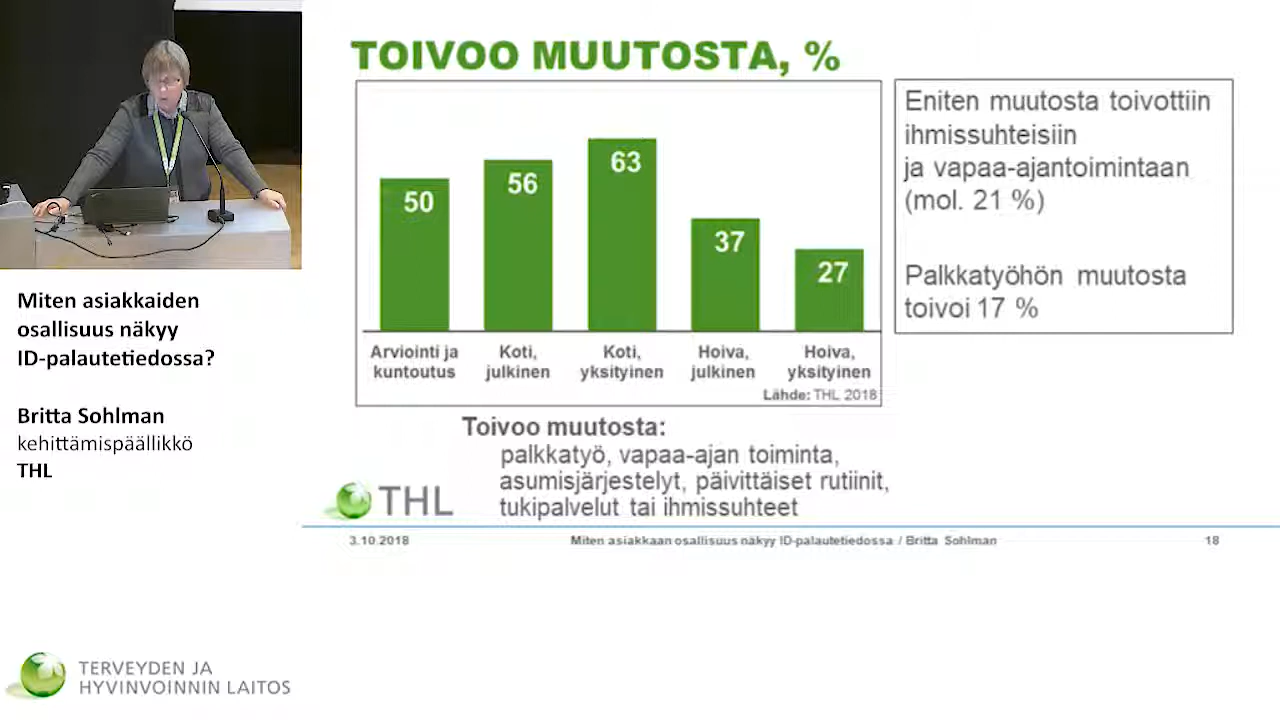 TOIVOO MUUTOSTA, %
50
56
63
37
27
Arviointi ja
kuntoutus
Koti,
julkinen
Koti,
yksityinen
Hoiva,
julkinen
Hoiva,
yksityinen
Lähde: THL 2018
Eniten muutosta toivottiin
ihmissuhteisiin
ja vapaa-ajantoimintaan
(mol. 21 %)
Palkkatyöhön muutosta
toivoi 17 %
Toivoo muutosta:
palkkatyö, vapaa-ajan toiminta,
asumisjärjestelyt, päivittäiset rutiinit,
tukipalvelut tai ihmissuhteet
THL
3.10.2018
Miten asiakkaan osallisuus näkyy ID-palautetiedossa / Britta Sohlman
18
Miten asiakkaiden
osallisuus näkyy
ID-palautetiedossa?
Britta Sohlman
kehittämispäällikkö
THL
TERVEYDEN JA
HYVINVOINNIN LAITOS